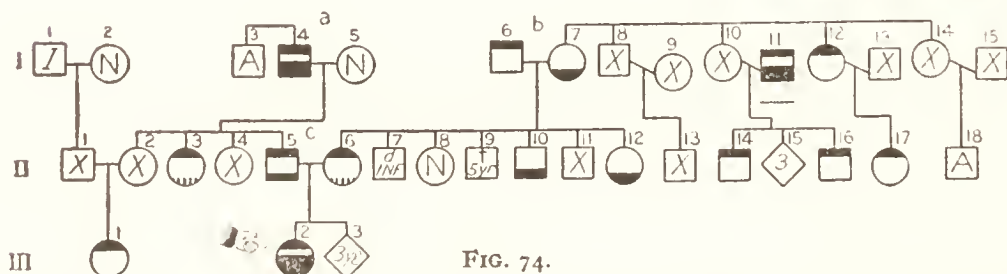 a b
1 2 3 4 5 6 7 8 9 10 11 12 13 14 15
I I N A N X X X X X X
c
1 2 3 4 5 6 7 8 9 10 11 12 13 14 15 16 17 18
II X X X d INF N † 5yr X X 3 A
1 2 3
III
FIG. 74.